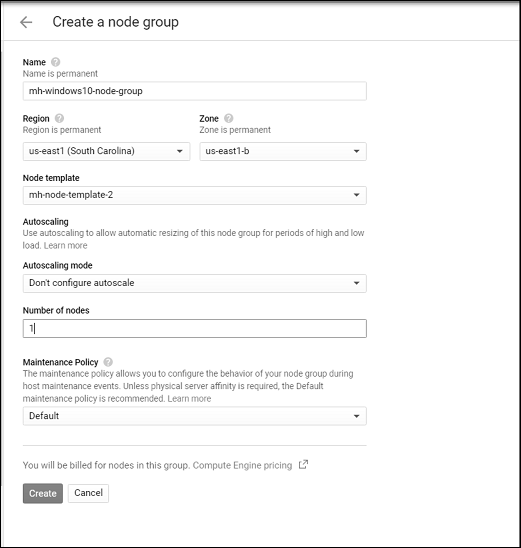 Create a node group
Name
Name is permanent
mh-windows10-node-group
Region
Region is permanent
Zone
Zone is permanent
us-east1 (South Carolina)
us-east1-b
Node template
mh-node-template-2
Autoscaling
Use autoscaling to allow automatic resizing of this node group for periods of high and low
load. Learn more
Autoscaling mode
Don't configure autoscale
Number of nodes
1
Maintenance Policy
The maintenance policy allows you to configure the behavior of your node group during
host maintenance events. Unless physical server affinity is required, the Default
maintenance policy is recommended. Learn more
Default
You will be billed for nodes in this group. Compute Engine pricing
Create
Cancel